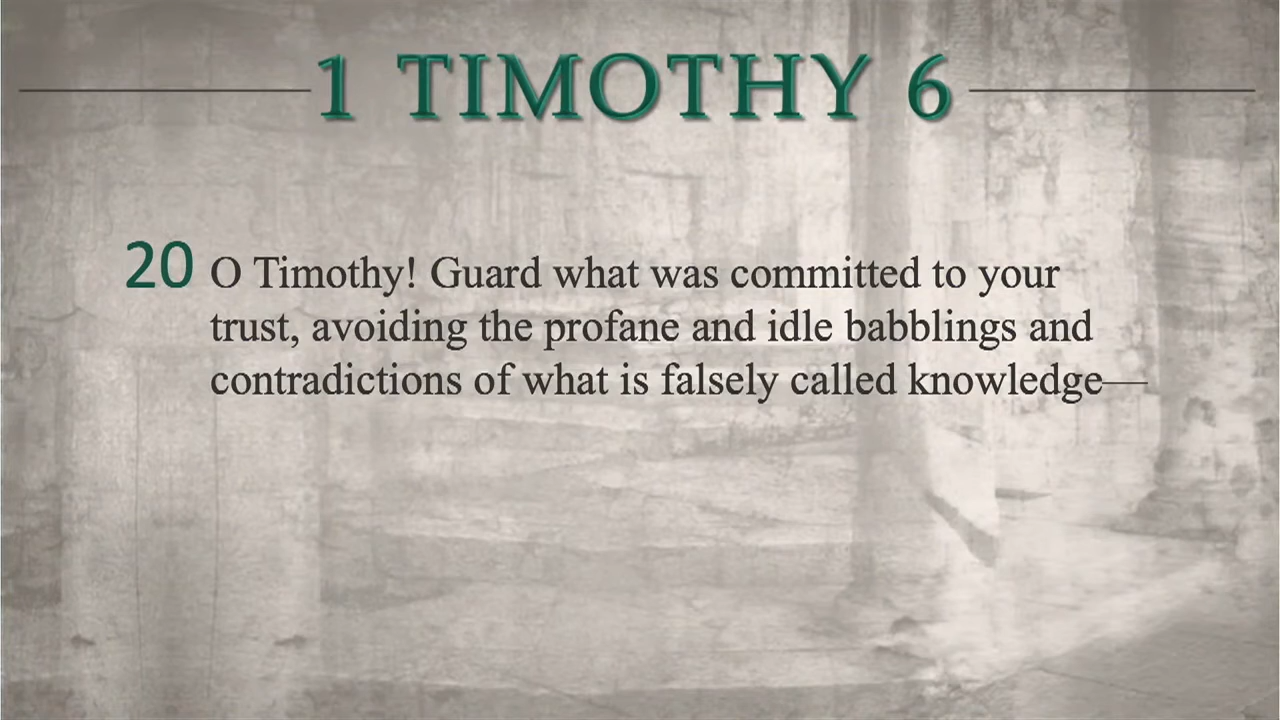 1 TIMOTHY 6
20 O Timothy! Guard what was committed to your
trust, avoiding the profane and idle babblings and
contradictions of what is falsely called knowledge—